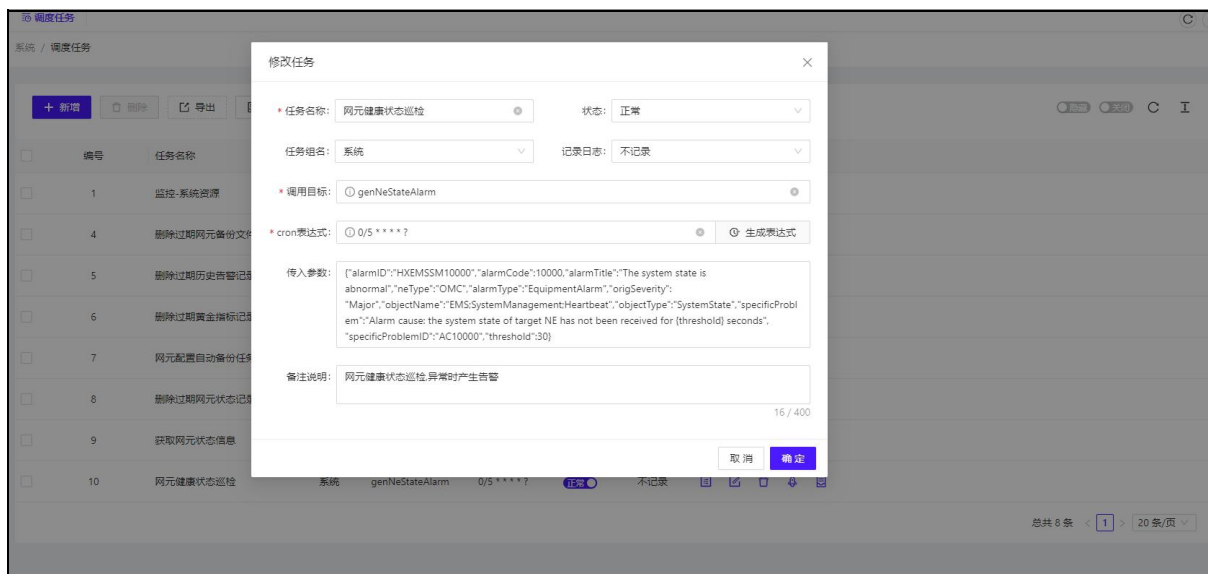 调度任务
系统 / 调度任务
修改任务
+ 新增
删除
导出
隐藏
关闭
* 任务名称: 网元健康状态巡检
状态: 正常
任务组名: 系统
记录日志: 不记录
* 调用目标: genNeStateAlarm
* cron表达式: 0/5 * * * * ?
生成表达式
传入参数: {"alarmID":"HXEMSSM10000","alarmCode":10000,"alarmTitle":"The system state is
abnormal","neType":"OMC","alarmType":"EquipmentAlarm","origSeverity":
"Major","objectName":"EMS;SystemManagement;Heartbeat","objectType":"SystemState","specificProbl
em":"Alarm cause: the system state of target NE has not been received for {threshold} seconds",
"specificProblemID":"AC10000","threshold":30}
备注说明: 网元健康状态巡检,异常时产生告警
16 / 400
取 消
确 定
编号 任务名称
1 监控-系统资源
4 删除过期网元备份文件
5 删除过期历史告警记录
6 删除过期黄金指标记录
7 网元配置自动备份任务
8 删除过期网元状态记录
9 获取网元状态信息
10 网元健康状态巡检 系统 genNeStateAlarm 0/5 * * * * ? 正常 不记录
总共 8 条 < 1 > 20 条/页